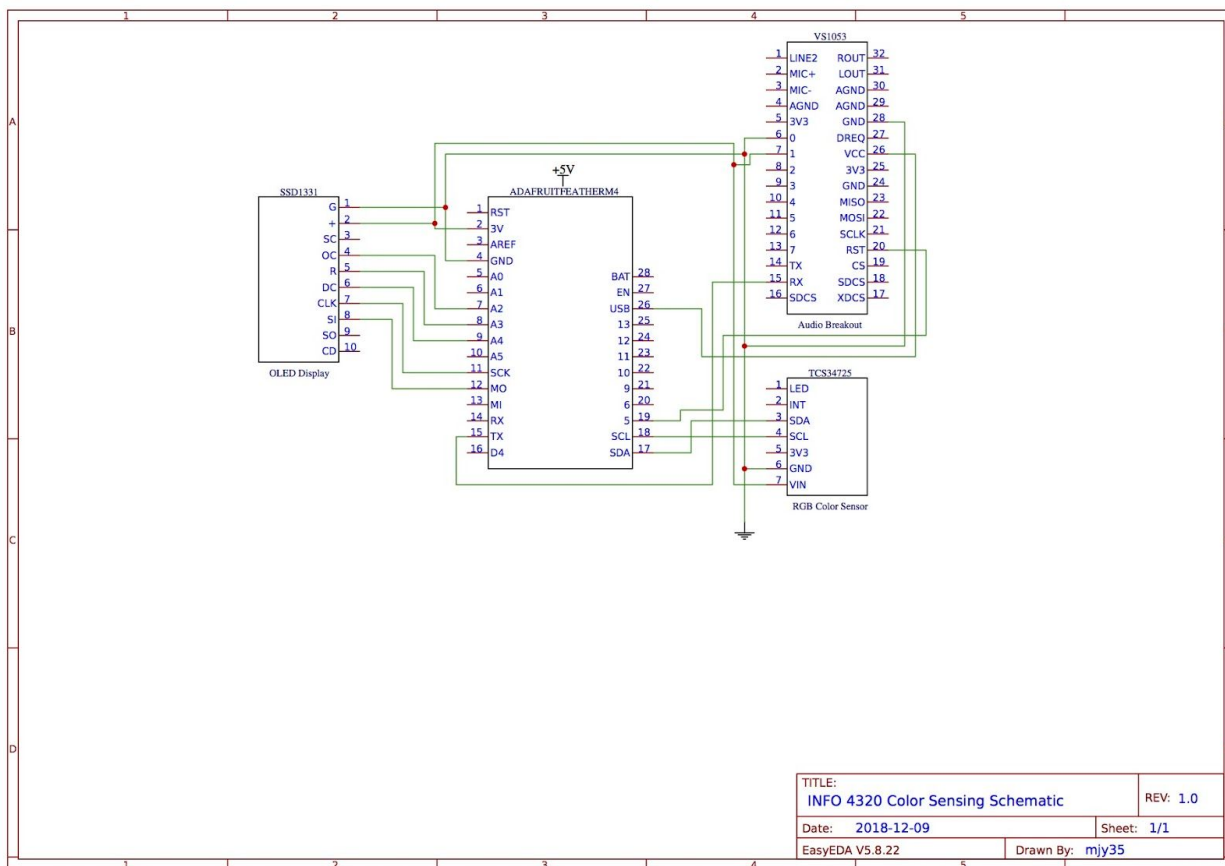 1 2 3 4 5
A
B
C
D
VS1053
1 LINE2 ROUT 32
2 MIC+ LOUT 31
3 MIC- AGND 30
4 AGND AGND 29
5 3V3 GND 28
6 0 DREQ 27
7 1 VCC 26
8 2 3V3 25
9 3 GND 24
10 4 MISO 23
11 5 MOSI 22
12 6 SCLK 21
13 7 RST 20
14 TX CS 19
15 RX SDCS 18
16 SDCS XDCS 17
Audio Breakout
SSD1331
G 1
+ 2
SC 3
OC 4
R 5
DC 6
CLK 7
SI 8
SO 9
CD 10
OLED Display
+5V
ADAFRUITFEATHERM4
1 RST
2 3V
3 AREF
4 GND
5 A0 BAT 28
6 A1 EN 27
7 A2 USB 26
8 A3 13 25
9 A4 12 24
10 A5 11 23
11 SCK 10 22
12 MO 9 21
13 MI 6 20
14 RX 5 19
15 TX SCL 18
16 D4 SDA 17
TCS34725
1 LED
2 INT
3 SDA
4 SCL
5 3V3
6 GND
7 VIN
RGB Color Sensor
TITLE:
INFO 4320 Color Sensing Schematic
REV: 1.0
Date: 2018-12-09
Sheet: 1/1
EasyEDA V5.8.22
Drawn By: mjy35
1 2 3 4 5